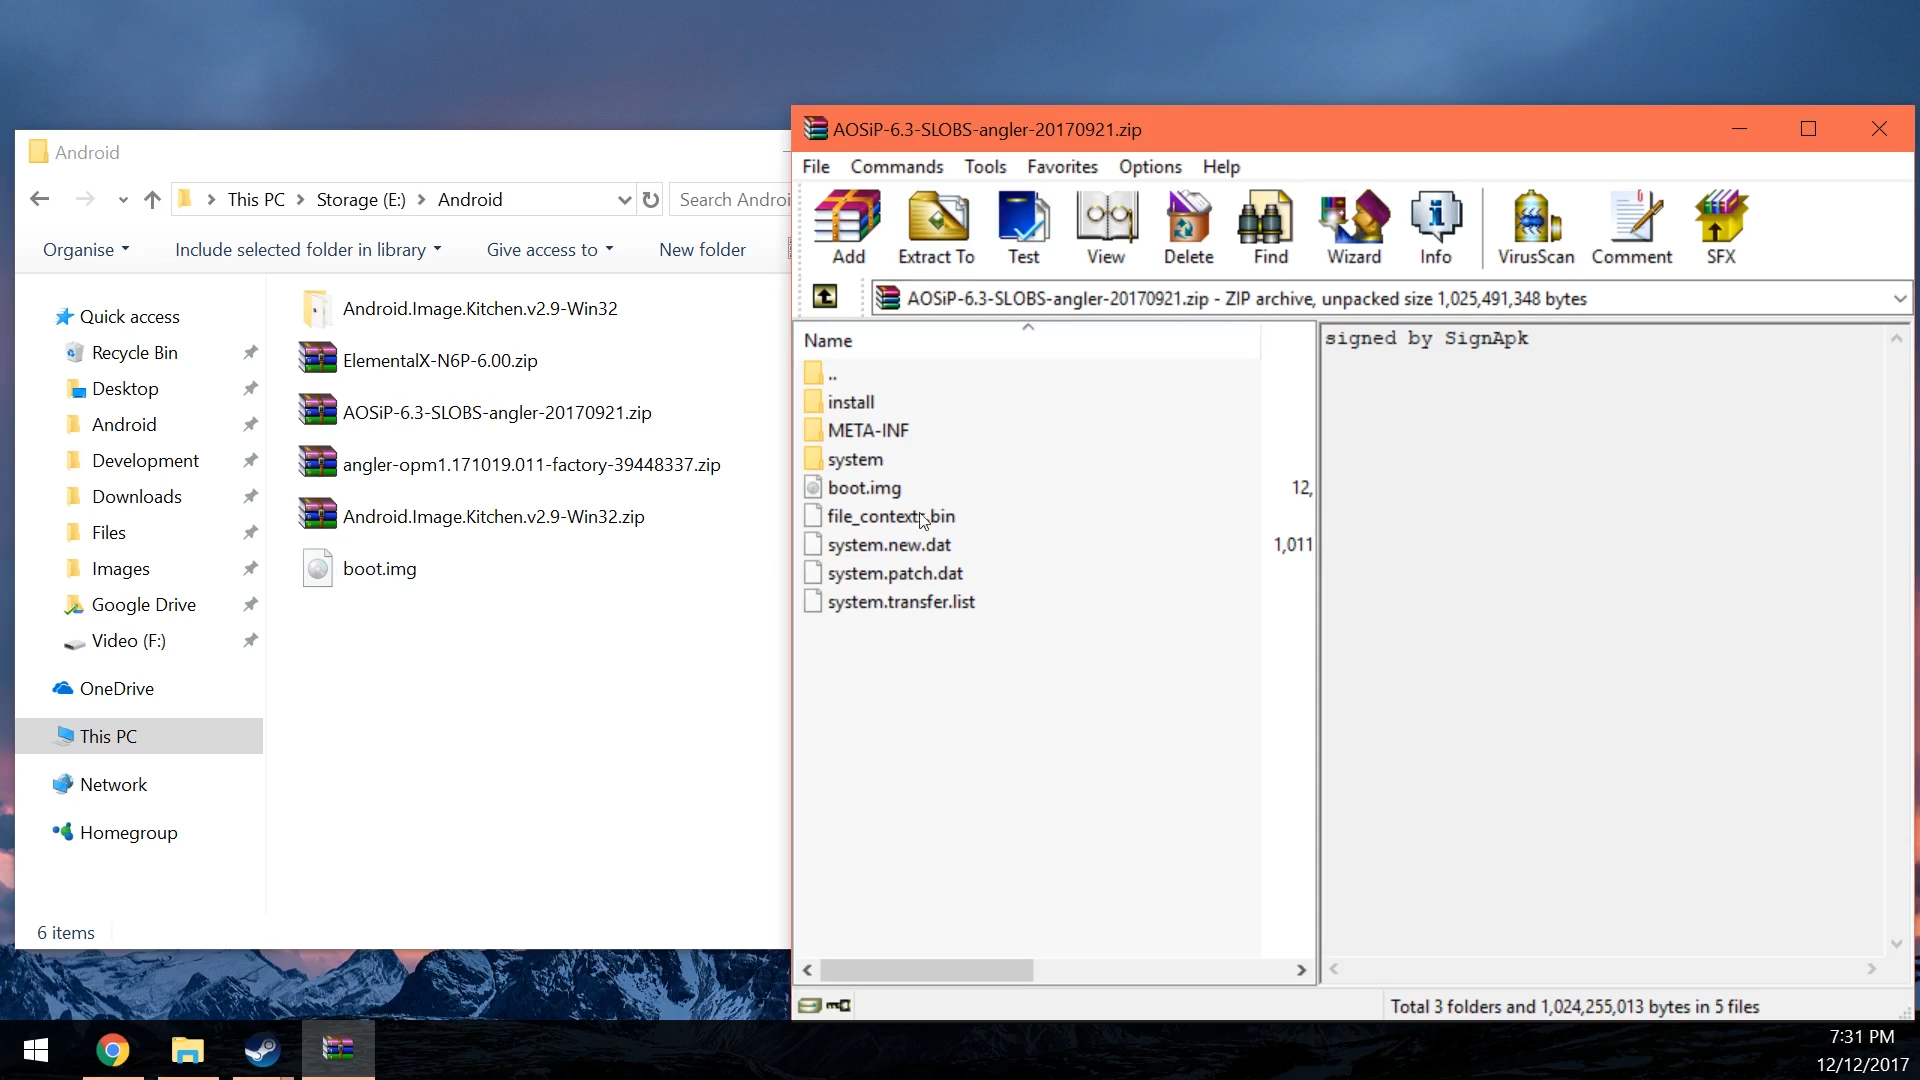 Android
This PC
Storage (E:)
Android
Search Androi
Organise
Include selected folder in library
Give access to
New folder
Quick access
Recycle Bin
Desktop
Android
Development
Downloads
Files
Images
Google Drive
Video (F:)
OneDrive
This PC
Network
Homegroup
Android.Image.Kitchen.v2.9-Win32
ElementalX-N6P-6.00.zip
AOSiP-6.3-SLOBS-angler-20170921.zip
angler-opm1.171019.011-factory-39448337.zip
Android.Image.Kitchen.v2.9-Win32.zip
boot.img
6 items
AOSiP-6.3-SLOBS-angler-20170921.zip
File Commands Tools Favorites Options Help
Add Extract To Test View Delete Find Wizard Info VirusScan Comment SFX
AOSiP-6.3-SLOBS-angler-20170921.zip - ZIP archive, unpacked size 1,025,491,348 bytes
Name
..
install
META-INF
system
boot.img 12,
file_contexts.bin
system.new.dat 1,011
system.patch.dat
system.transfer.list
signed by SignApk
Total 3 folders and 1,024,255,013 bytes in 5 files
7:31 PM
12/12/2017